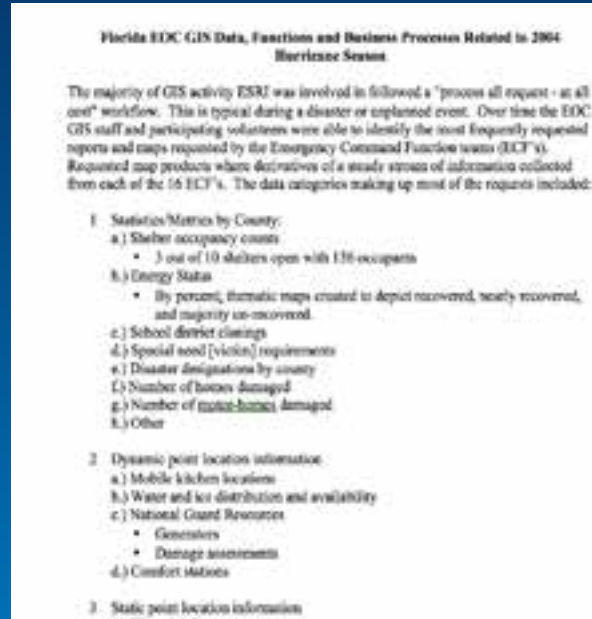 Florida EOC GIS Data, Functions and Business Processes Related to 2004
Hurricane Season
The majority of GIS activity ESRI was involved in followed a "process all request - at all
cost" workflow. This is typical during a disaster or unplanned event. Over time the EOC
GIS staff and participating volunteers were able to identify the most frequently requested
reports and maps requested by the Emergency Command Function teams (ECF's).
Requested map products where derivatives of a steady stream of information collected
from each of the 16 ECF's. The data categories making up most of the requests included:
1 Statistics/Metrics by County:
a.) Shelter occupancy counts
• 3 out of 10 shelters open with 136 occupants
b.) Energy Status
• By percent, thematic maps created to depict recovered, nearly recovered,
and majority un-recovered.
c.) School district closings
d.) Special need [victim] requirements
e.) Disaster designations by county
f.) Number of homes damaged
g.) Number of motor-homes damaged
h.) Other
2 Dynamic point location information
a.) Mobile kitchen locations
b.) Water and ice distribution and availability
c.) National Guard Resources
• Generators
• Damage assessments
d.) Comfort stations
3 Static point location information